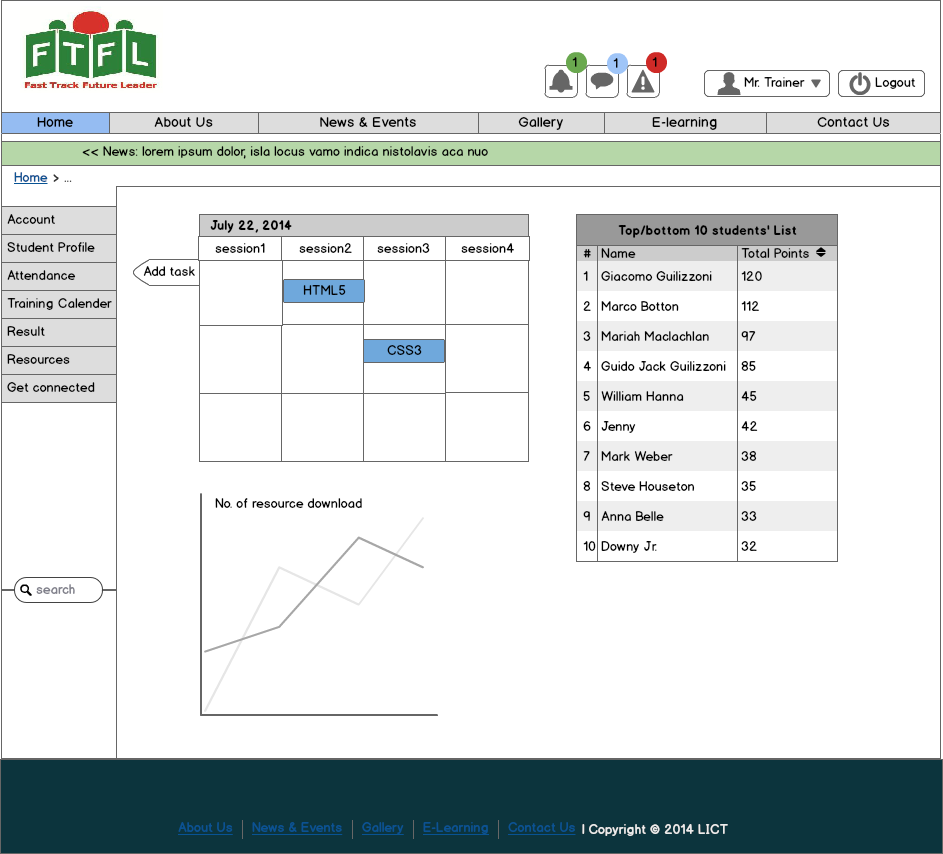 FTFL
Fast Track Future Leader
1 1 1
Mr. Trainer Logout
Home About Us News & Events Gallery E-learning Contact Us
<< News: lorem ipsum dolor, isla locus vamo indica nistolavis aca nuo
Home > ...
Account
Student Profile
Attendance
Training Calender
Result
Resources
Get connected
search
July 22, 2014
session1 session2 session3 session4
Add task
HTML5
CSS3
No. of resource download
Top/bottom 10 students' List
# Name Total Points
1 Giacomo Guilizzoni 120
2 Marco Botton 112
3 Mariah Maclachlan 97
4 Guido Jack Guilizzoni 85
5 William Hanna 45
6 Jenny 42
7 Mark Weber 38
8 Steve Houseton 35
9 Anna Belle 33
10 Downy Jr. 32
About Us News & Events Gallery E-Learning Contact Us | Copyright © 2014 LICT